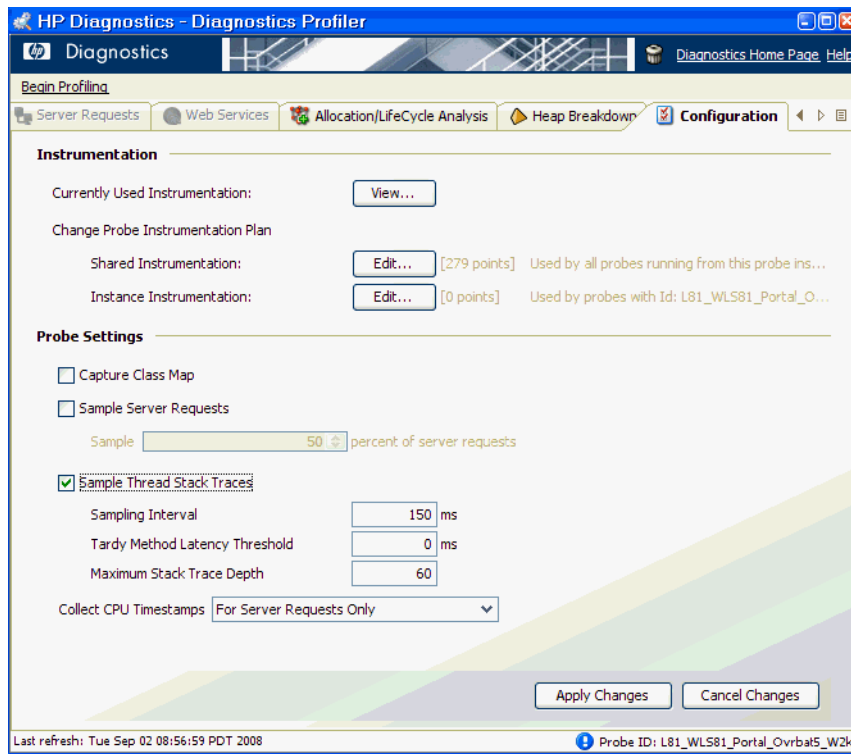 HP Diagnostics - Diagnostics Profiler
hp Diagnostics Diagnostics Home Page Help
Begin Profiling
Server Requests Web Services Allocation/LifeCycle Analysis Heap Breakdown Configuration
Instrumentation
Currently Used Instrumentation: View...
Change Probe Instrumentation Plan
Shared Instrumentation: Edit... [279 points] Used by all probes running from this probe ins...
Instance Instrumentation: Edit... [0 points] Used by probes with Id: L81_WLS81_Portal_O...
Probe Settings
Capture Class Map
Sample Server Requests
Sample 50 percent of server requests
Sample Thread Stack Traces
Sampling Interval 150 ms
Tardy Method Latency Threshold 0 ms
Maximum Stack Trace Depth 60
Collect CPU Timestamps For Server Requests Only
Apply Changes Cancel Changes
Last refresh: Tue Sep 02 08:56:59 PDT 2008 Probe ID: L81_WLS81_Portal_Ovrbat5_W2k